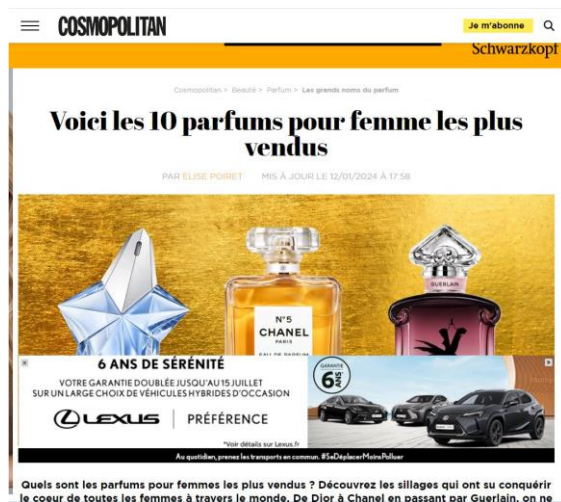 COSMOPOLITAN
Je m'abonne
Schwarzkopf
Cosmopolitan > Beauté > Parfum > Les grands noms du parfum
Voici les 10 parfums pour femme les plus
vendus
PAR ELISE POIRET MIS À JOUR LE 12/01/2024 À 17:58
N°5
CHANEL
PARIS
EAU DE PARFUM
GUERLAIN
6 ANS DE SÉRÉNITÉ
VOTRE GARANTIE DOUBLÉE JUSQU'AU 15 JUILLET
SUR UN LARGE CHOIX DE VÉHICULES HYBRIDES D'OCCASION
LEXUS | PRÉFÉRENCE
*Voir détails sur Lexus.fr
GARANTIE
6 ANS
Au quotidien, prenez les transports en commun. #SeDéplacerMoinsPolluer
Quels sont les parfums pour femmes les plus vendus ? Découvrez les sillages qui ont su conquérir
le coeur de toutes les femmes à travers le monde. De Dior à Chanel en passant par Guerlain, on ne